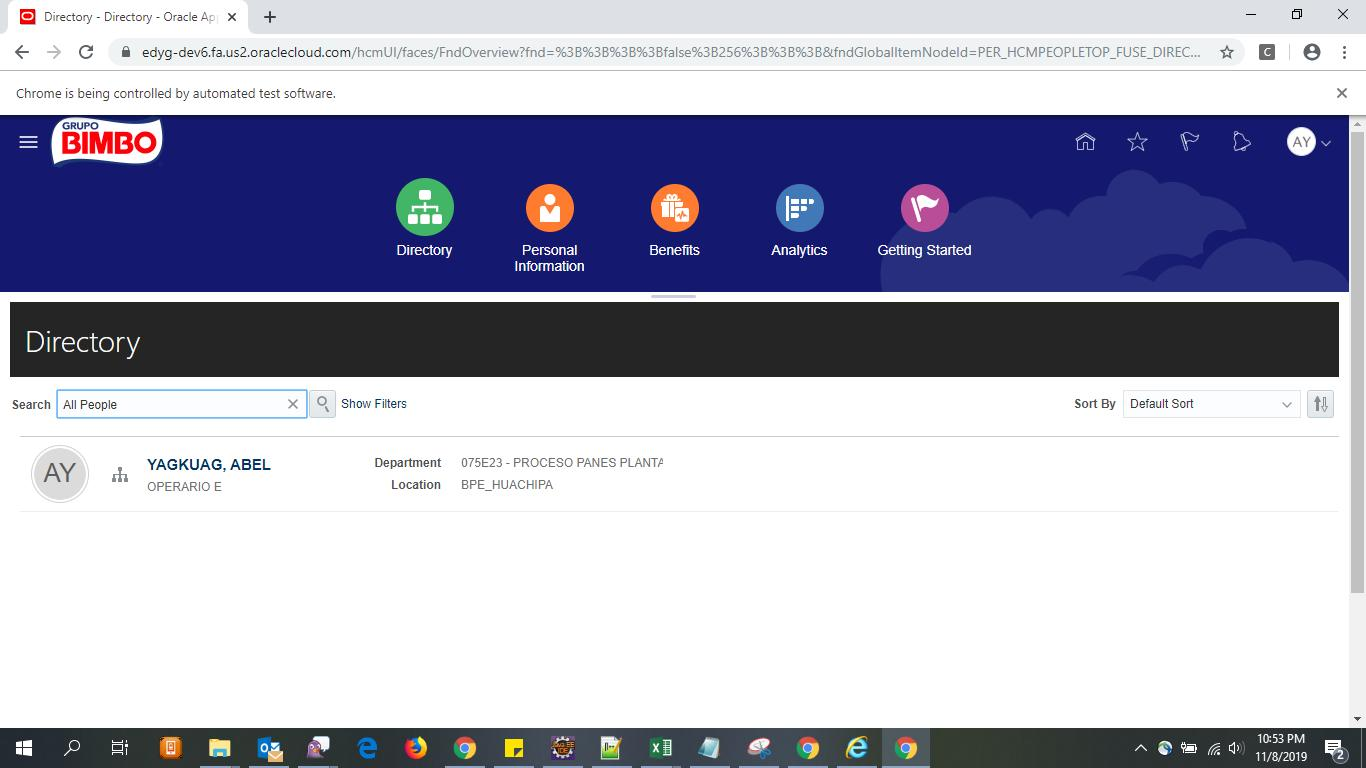 Directory - Directory - Oracle Ap
edyg-dev6.fa.us2.oraclecloud.com/hcmUI/faces/FndOverview?fnd=%3B%3B%3B%3Bfalse%3B256%3B%3B%3B&fndGlobalItemNodeId=PER_HCMPEOPLETOP_FUSE_DIREC...
C
Chrome is being controlled by automated test software.
GRUPO
BIMBO
AY
Directory
Personal
Information
Benefits
Analytics
Getting Started
Directory
Search
All People
Show Filters
Sort By
Default Sort
AY
YAGKUAG, ABEL
OPERARIO E
Department
075E23 - PROCESO PANES PLANTA
Location
BPE_HUACHIPA
10:53 PM
11/8/2019
2